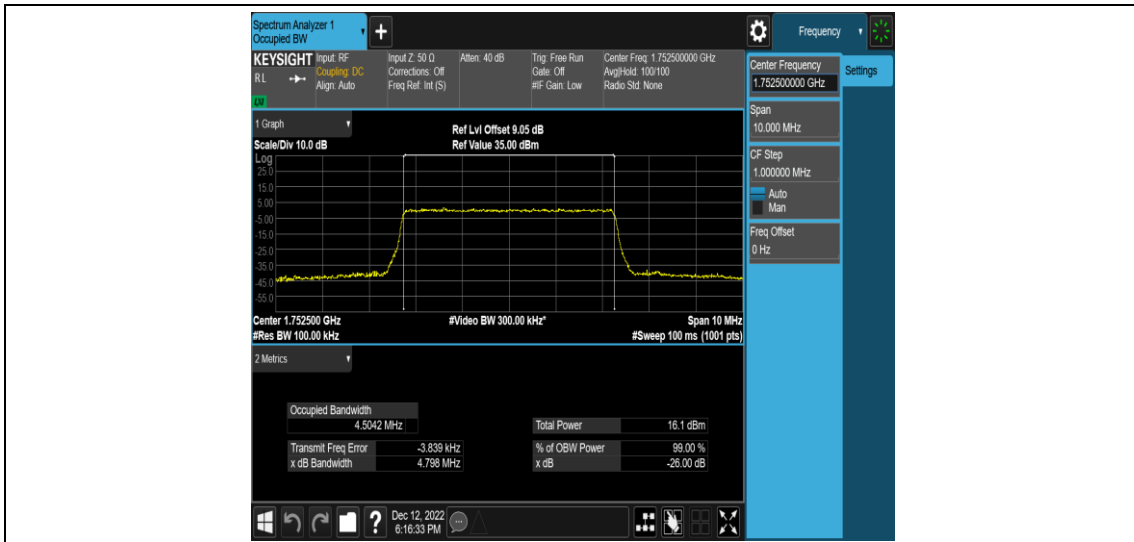 Spectrum Analyzer 1
Occupied BW
+
Frequency
KEYSIGHT
RL
LXI
Input: RF
Coupling: DC
Align: Auto
Input Z: 50 Ω
Corrections: Off
Freq Ref: Int (S)
Atten: 40 dB
Trig: Free Run
Gate: Off
#IF Gain: Low
Center Freq: 1.752500000 GHz
Avg|Hold: 100/100
Radio Std: None
Center Frequency
1.752500000 GHz
Settings
Span
10.000 MHz
CF Step
1.000000 MHz
Auto
Man
Freq Offset
0 Hz
1 Graph
Scale/Div 10.0 dB
Ref Lvl Offset 9.05 dB
Ref Value 35.00 dBm
Log
25.0
15.0
5.00
-5.00
-15.0
-25.0
-35.0
-45.0
-55.0
Center 1.752500 GHz
#Res BW 100.00 kHz
#Video BW 300.00 kHz*
Span 10 MHz
#Sweep 100 ms (1001 pts)
2 Metrics
Occupied Bandwidth
4.5042 MHz
Transmit Freq Error -3.839 kHz
x dB Bandwidth 4.798 MHz
Total Power 16.1 dBm
% of OBW Power 99.00 %
x dB -26.00 dB
?
Dec 12, 2022
6:16:33 PM